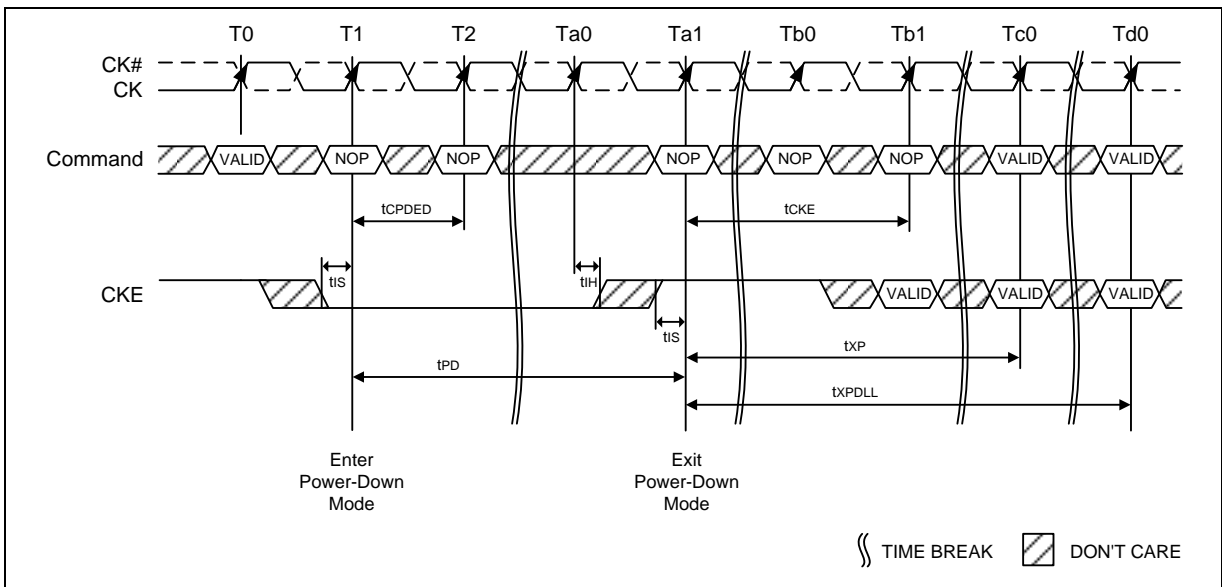 T0 T1 T2 Ta0 Ta1 Tb0 Tb1 Tc0 Td0
CK#
CK
Command VALID NOP NOP NOP NOP NOP VALID VALID
tCPDED tCKE
tIS tIH
CKE VALID VALID VALID
tIS
tXP
tPD
tXPDLL
Enter
Power-Down
Mode
Exit
Power-Down
Mode
TIME BREAK DON'T CARE